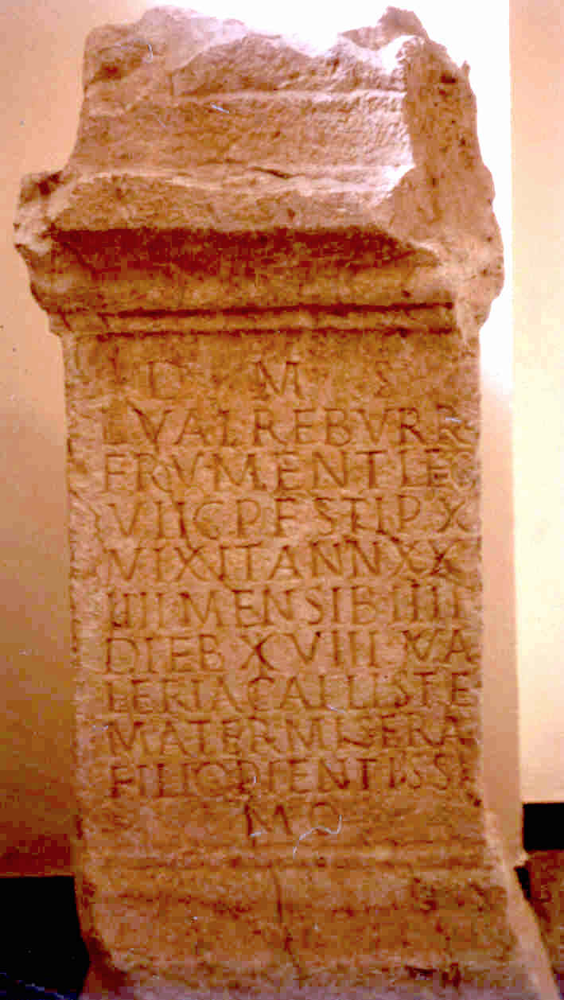 D M S
L VAL REBURR
FRVMENT LEG
VII G P F STIP X
VIXIT ANN XX
IIII MENSIB IIII
DIEB XVIII VA
LERIA CALLISTE
MATER MISERA
FILIO PIENTISSI
MO